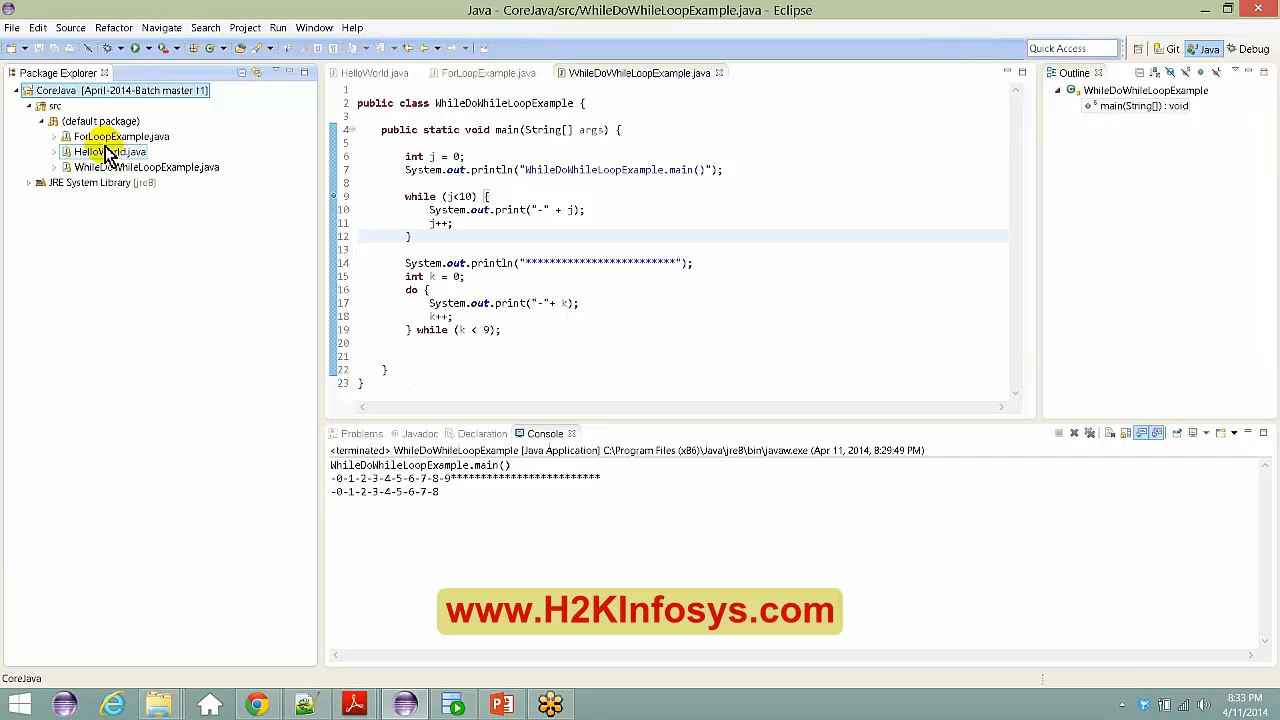 Java - CoreJava/src/WhileDoWhileLoopExample.java - Eclipse
File Edit Source Refactor Navigate Search Project Run Window Help
Quick Access Git Java Debug
Package Explorer
HelloWorld.java ForLoopExample.java WhileDoWhileLoopExample.java
Outline
CoreJava [April-2014-Batch master ↑1]
src
(default package)
ForLoopExample.java
HelloWorld.java
WhileDoWhileLoopExample.java
JRE System Library [jre8]
1
2 public class WhileDoWhileLoopExample {
3
4 public static void main(String[] args) {
5
6 int j = 0;
7 System.out.println("WhileDoWhileLoopExample.main()");
8
9 while (j<10) {
10 System.out.print("-" + j);
11 j++;
12 }
13
14 System.out.println("*************************");
15 int k = 0;
16 do {
17 System.out.print("-"+ k);
18 k++;
19 } while (k < 9);
20
21
22 }
23 }
WhileDoWhileLoopExample
main(String[]) : void
Problems Javadoc Declaration Console
<terminated> WhileDoWhileLoopExample [Java Application] C:\Program Files (x86)\Java\jre8\bin\javaw.exe (Apr 11, 2014, 8:29:49 PM)
WhileDoWhileLoopExample.main()
-0-1-2-3-4-5-6-7-8-9*************************
-0-1-2-3-4-5-6-7-8
www.H2KInfosys.com
CoreJava
8:33 PM
4/11/2014